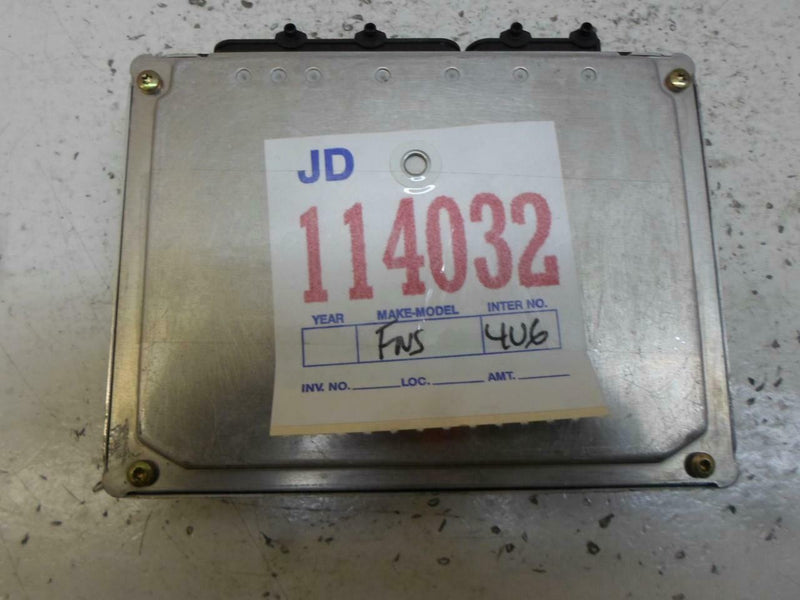 JD
114032
YEAR MAKE-MODEL INTER NO.
FNS 4U6
INV. NO. LOC. AMT.